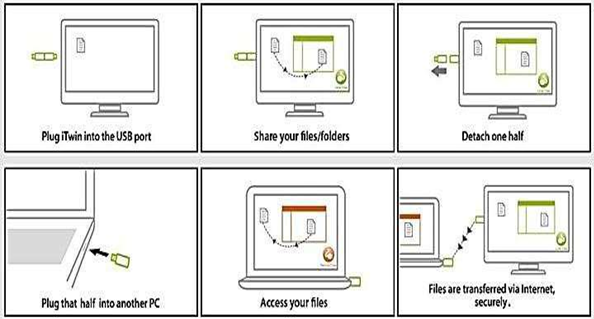 Plug iTwin into the USB port
Share your files/folders
Detach one half
Plug that half into another PC
Access your files
Files are transferred via Internet,
securely.